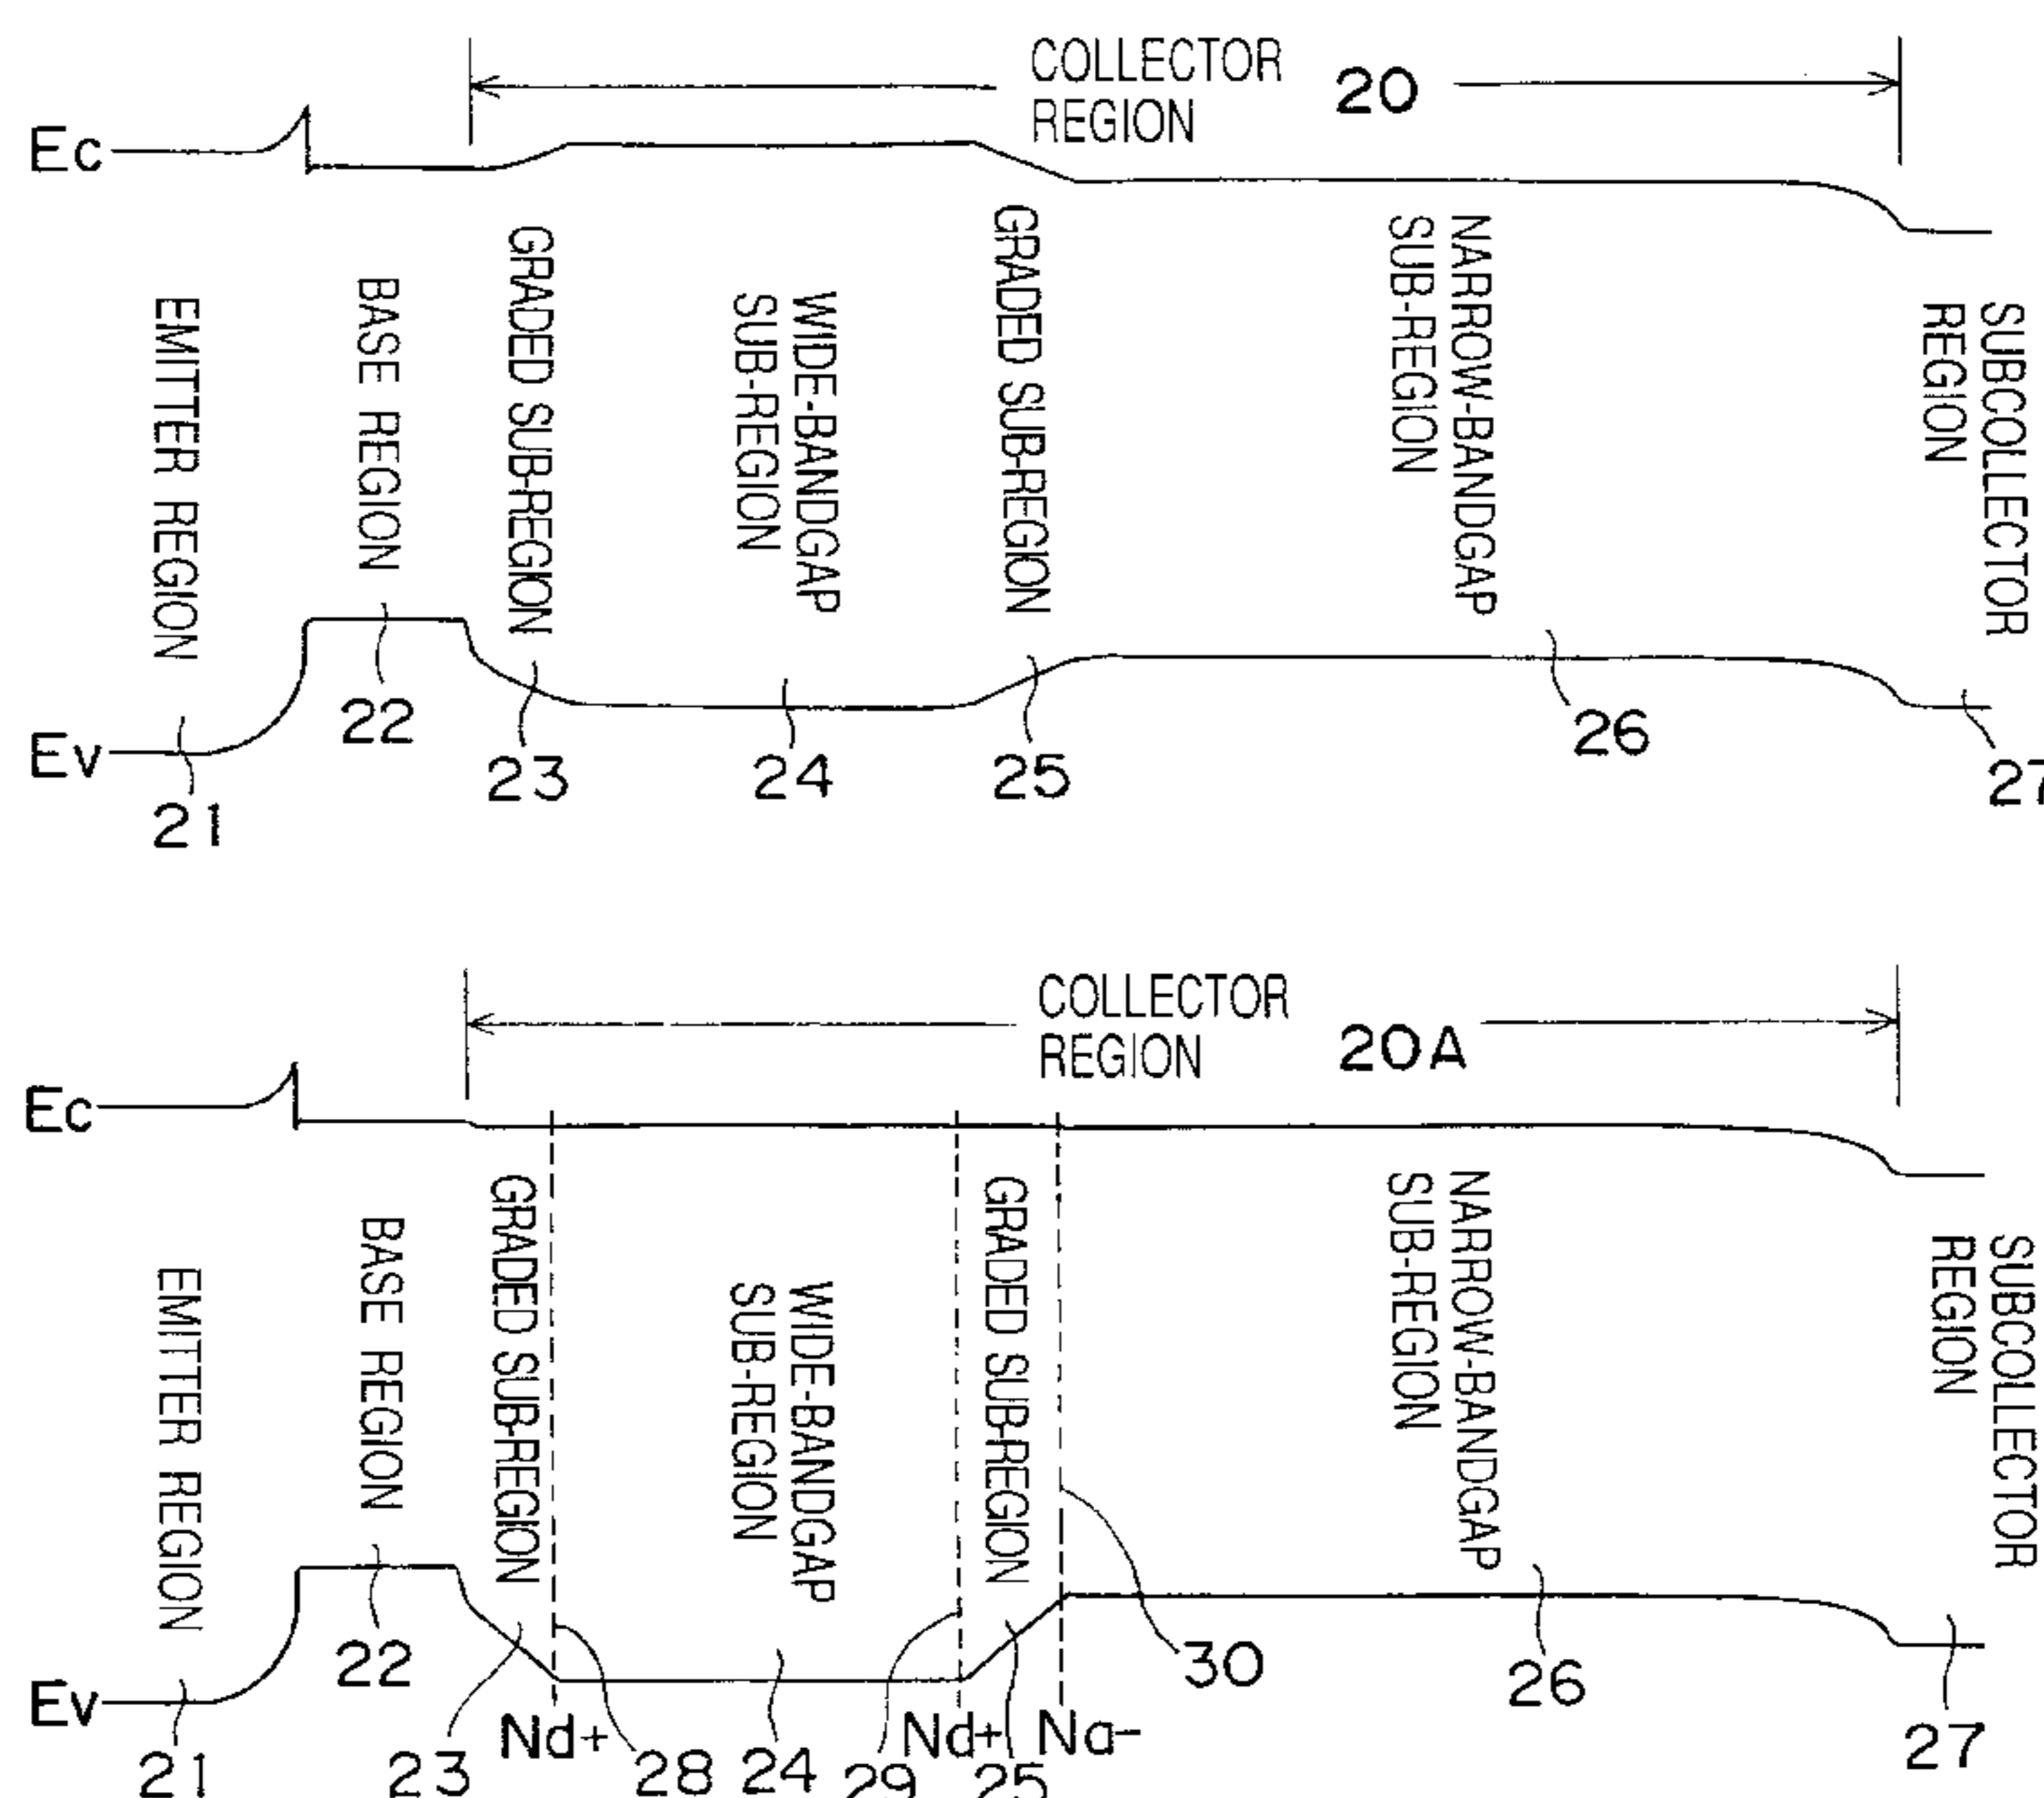 COLLECTOR
REGION
20
Ec
EMITTER REGION
BASE REGION
GRADED SUB-REGION
WIDE-BANDGAP
SUB-REGION
GRADED SUB-REGION
NARROW-BANDGAP
SUB-REGION
SUBCOLLECTOR
REGION
Ev
21
22
23
24
25
26
27
COLLECTOR
REGION
20A
Ec
EMITTER REGION
BASE REGION
GRADED SUB-REGION
WIDE-BANDGAP
SUB-REGION
GRADED SUB-REGION
NARROW-BANDGAP
SUB-REGION
SUBCOLLECTOR
REGION
Ev
21
22
23
Nd+
28
24
29
Nd+
25
Na-
30
26
27